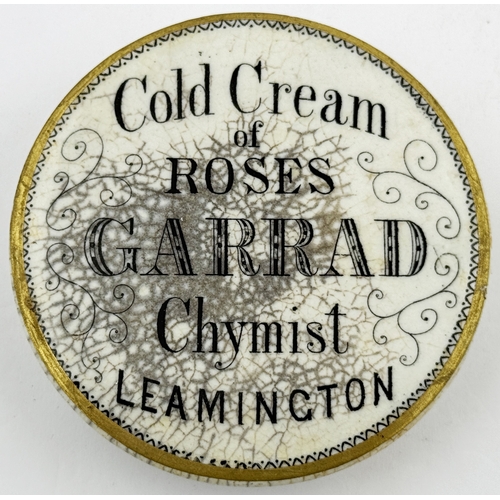 Cold Cream
of
ROSES
GARRAD
Chymist
LEAMINGTON